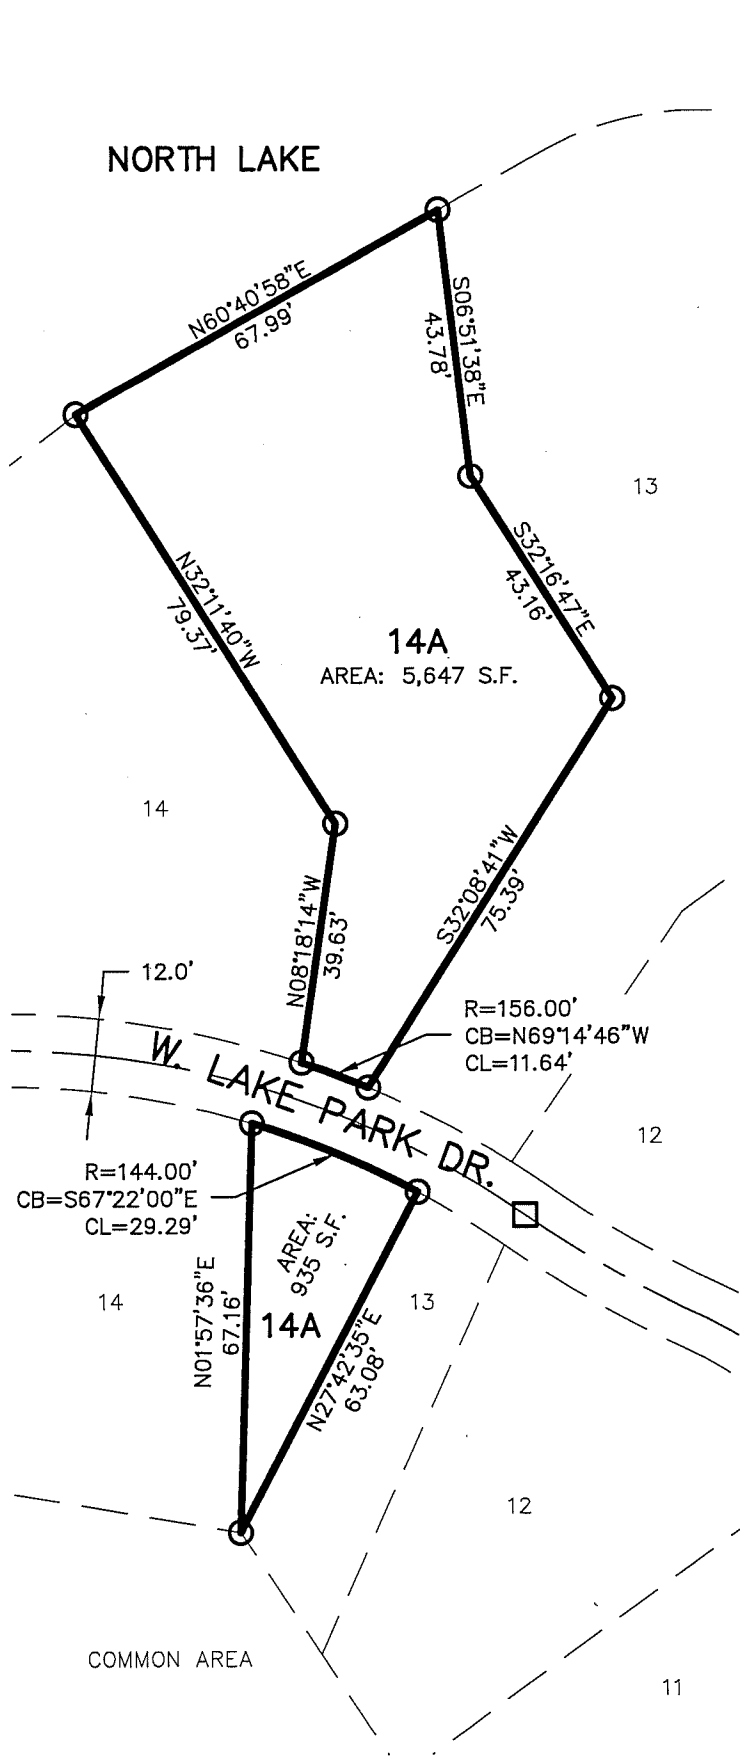 NORTH LAKE
N60°40'58"E
67.99'
S06°51'38"E
43.78'
13
S32°16'47"E
43.16'
N32°11'40"W
79.37'
14A
AREA: 5,647 S.F.
14
S32°08'41"W
75.39'
N08°18'14"W
39.63'
12.0'
R=156.00'
CB=N69°14'46"W
CL=11.64'
W. LAKE PARK DR.
12
R=144.00'
CB=S67°22'00"E
CL=29.29'
AREA:
935 S.F.
14
N01°57'36"E
67.16'
14A
13
N27°42'35"E
63.08'
12
COMMON AREA
11